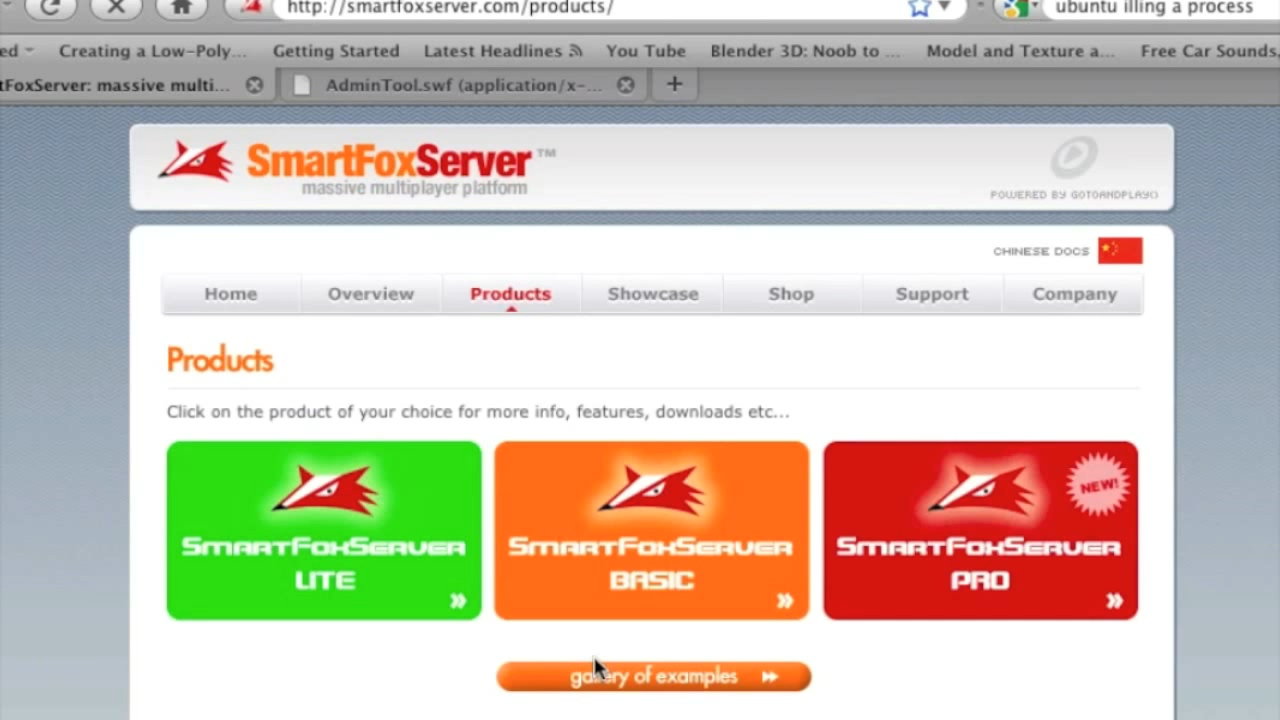 http://smartfoxserver.com/products/
ubuntu illing a process
ed
Creating a Low-Poly...
Getting Started
Latest Headlines
You Tube
Blender 3D: Noob to ...
Model and Texture a...
Free Car Sounds,
tFoxServer: massive multi...
AdminTool.swf (application/x-...
SmartFoxServer™
massive multiplayer platform
POWERED BY GOTOANDPLAY()
CHINESE DOCS
Home
Overview
Products
Showcase
Shop
Support
Company
Products
Click on the product of your choice for more info, features, downloads etc...
SmartFoxServer
LITE
SmartFoxServer
BASIC
NEW!
SmartFoxServer
PRO
gallery of examples